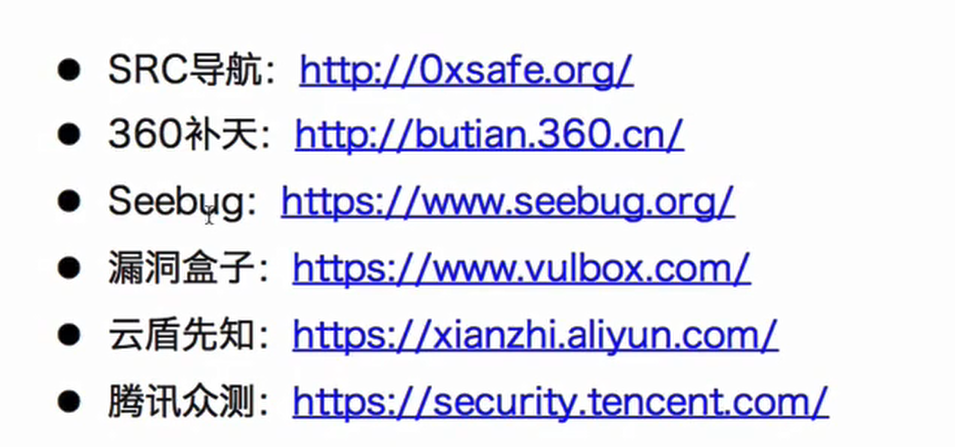 ● SRC导航：http://0xsafe.org/
● 360补天：http://butian.360.cn/
● Seebug：https://www.seebug.org/
● 漏洞盒子：https://www.vulbox.com/
● 云盾先知：https://xianzhi.aliyun.com/
● 腾讯众测：https://security.tencent.com/